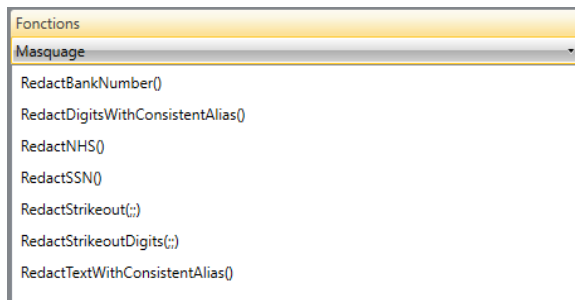 Fonctions
Masquage
RedactBankNumber()
RedactDigitsWithConsistentAlias()
RedactNHS()
RedactSSN()
RedactStrikeout(;;)
RedactStrikeoutDigits(;;)
RedactTextWithConsistentAlias()